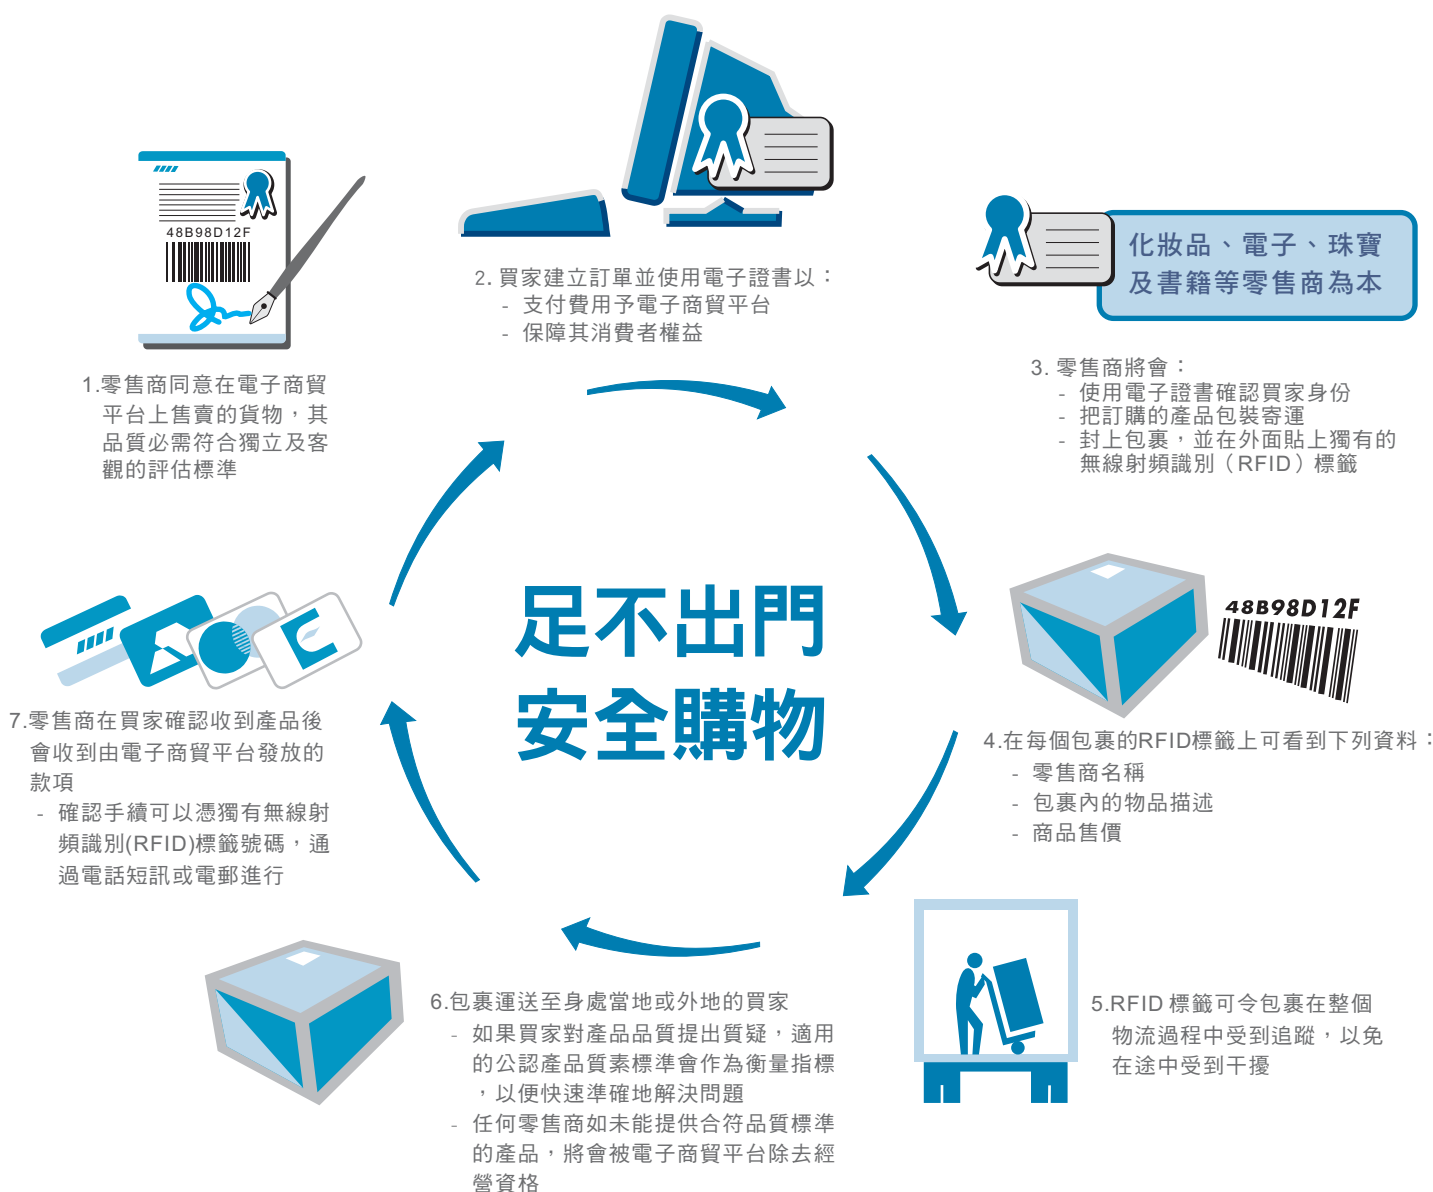 48B98D12F
1.零售商同意在電子商貿
平台上售賣的貨物，其
品質必需符合獨立及客
觀的評估標準
2. 買家建立訂單並使用電子證書以：
- 支付費用予電子商貿平台
- 保障其消費者權益
化妝品、電子、珠寶
及書籍等零售商為本
3. 零售商將會：
- 使用電子證書確認買家身份
- 把訂購的產品包裝寄運
- 封上包裹，並在外面貼上獨有的
無線射頻識別（RFID）標籤
足不出門
安全購物
48B98D12F
4.在每個包裹的RFID標籤上可看到下列資料：
- 零售商名稱
- 包裹內的物品描述
- 商品售價
5.RFID 標籤可令包裹在整個
物流過程中受到追蹤，以免
在途中受到干擾
6.包裹運送至身處當地或外地的買家
- 如果買家對產品品質提出質疑，適用
的公認產品質素標準會作為衡量指標
，以便快速準確地解決問題
- 任何零售商如未能提供合符品質標準
的產品，將會被電子商貿平台除去經
營資格
7.零售商在買家確認收到產品後
會收到由電子商貿平台發放的
款項
- 確認手續可以憑獨有無線射
頻識別(RFID)標籤號碼，通
過電話短訊或電郵進行